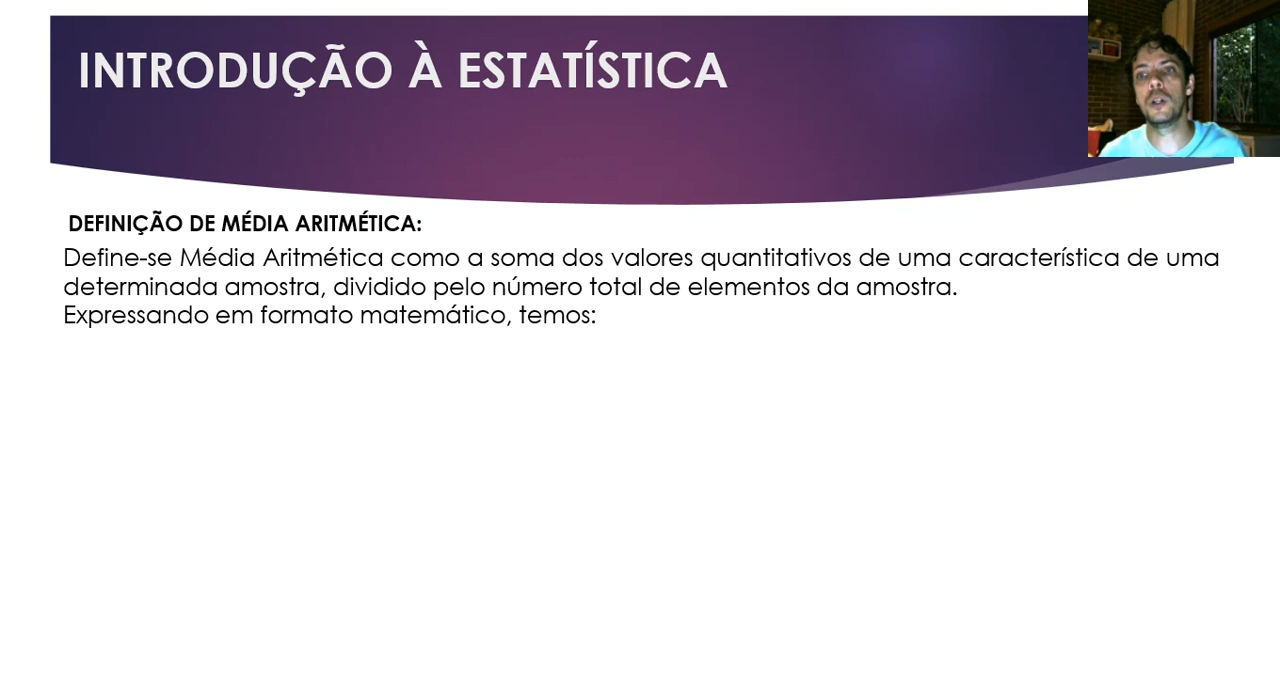 INTRODUÇÃO À ESTATÍSTICA
DEFINIÇÃO DE MÉDIA ARITMÉTICA:
Define-se Média Aritmética como a soma dos valores quantitativos de uma característica de uma
determinada amostra, dividido pelo número total de elementos da amostra.
Expressando em formato matemático, temos: